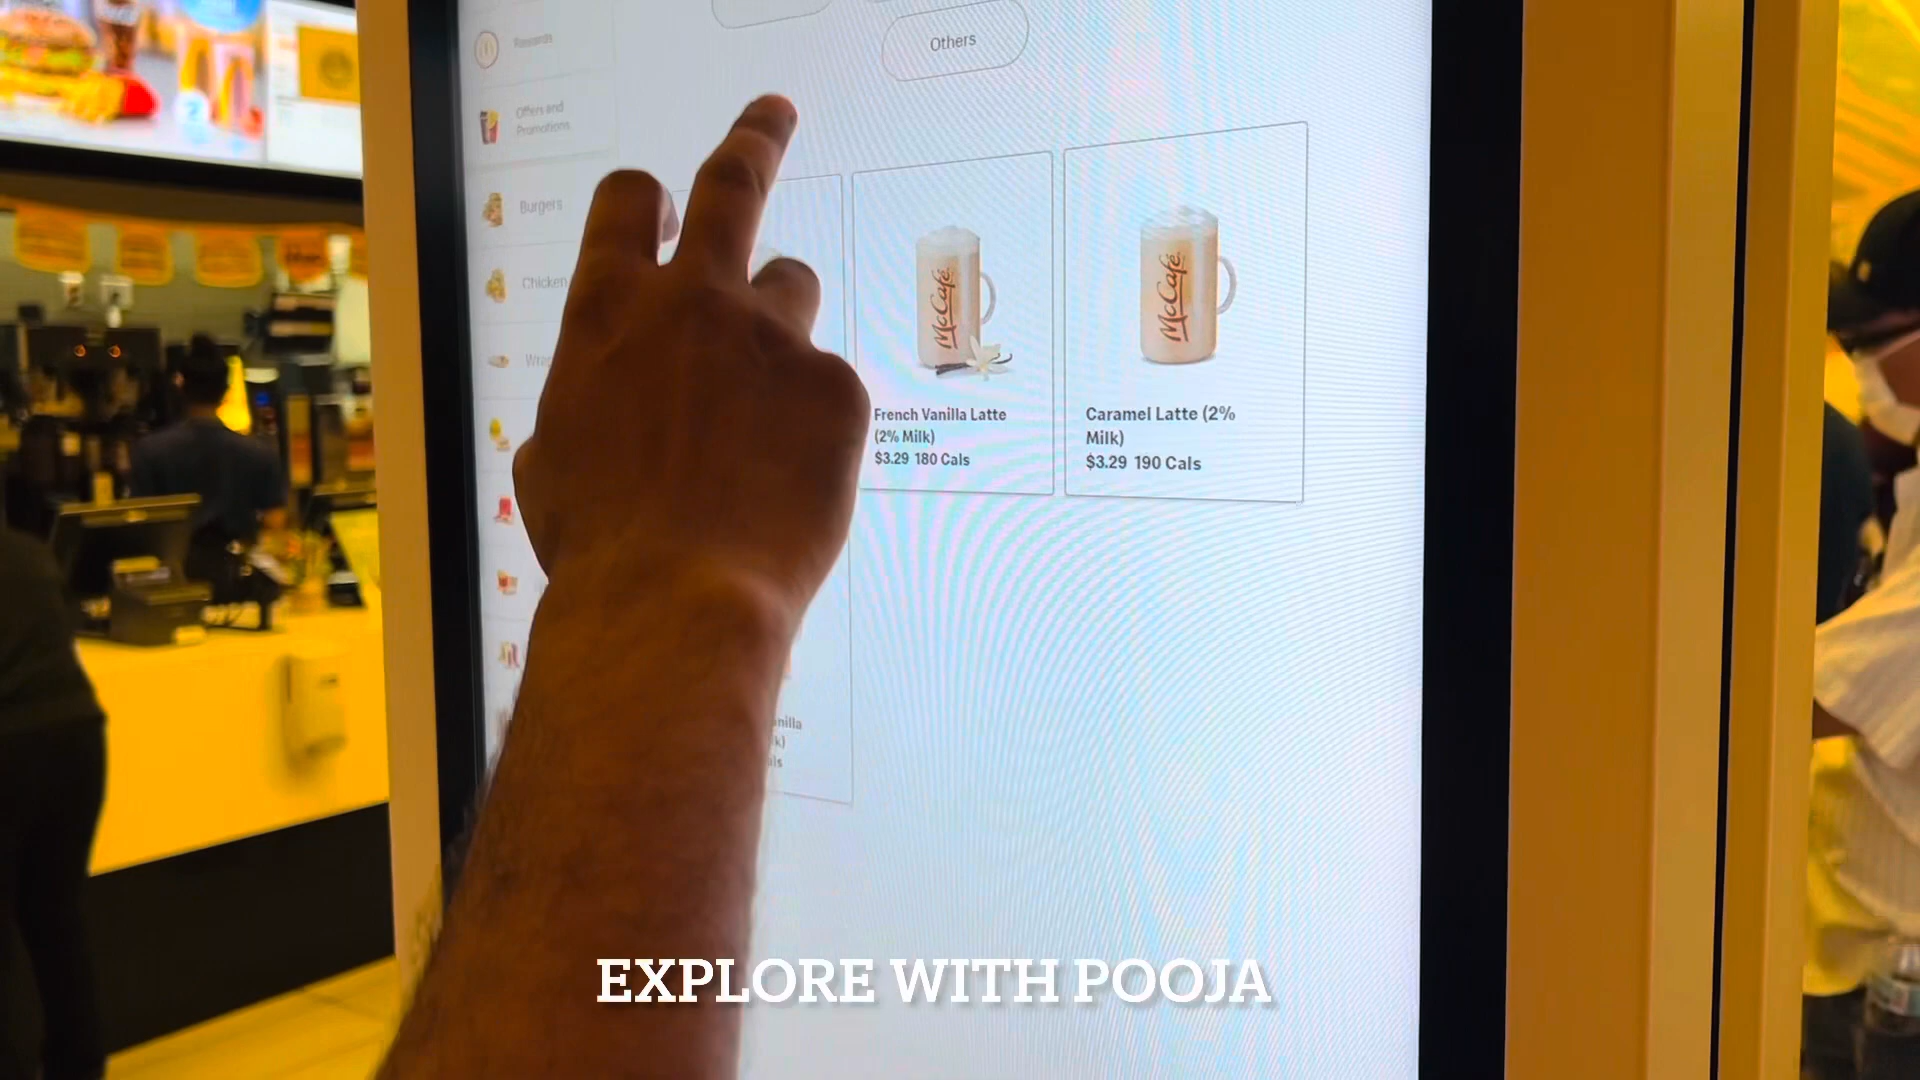 Others
Rewards
Offers and
Promotions
Burgers
Chicken
McCafé
McCafé
French Vanilla Latte
(2% Milk)
$3.29 180 Cals
Caramel Latte (2%
Milk)
$3.29 190 Cals
EXPLORE WITH POOJA